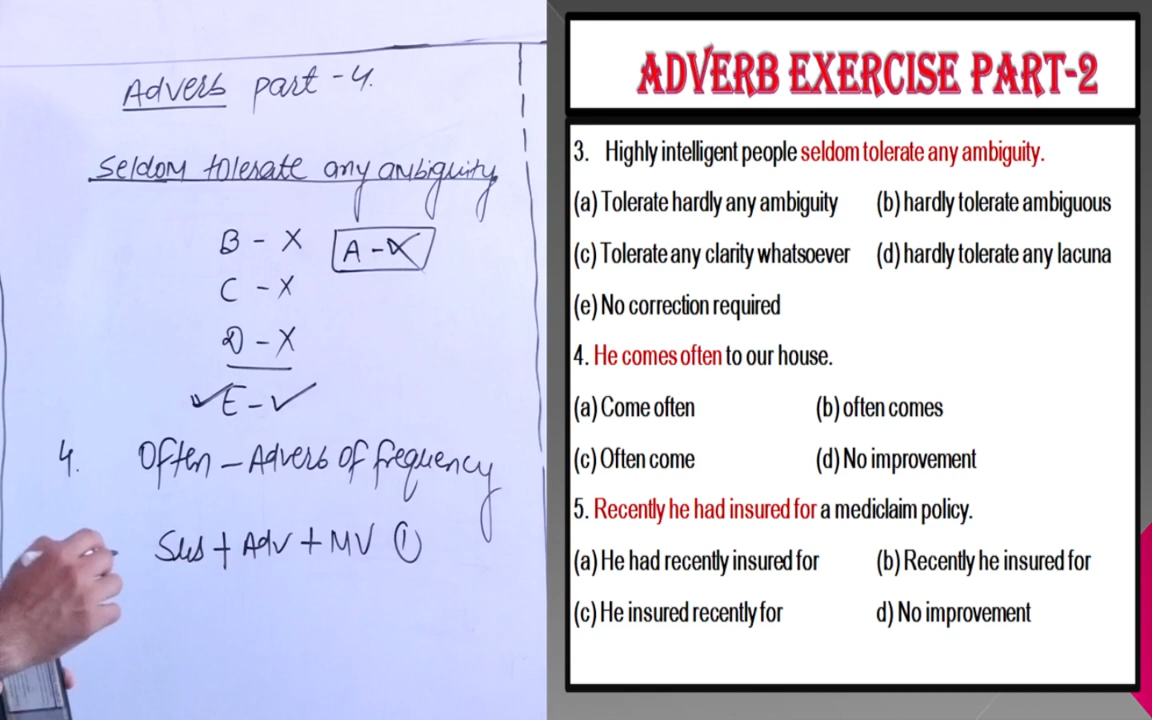 Adverb part - 4.
seldom tolerate any ambiguity
B - X
A - X
C - X
D - X
✓ E - ✓
4. Often - Adverb of frequency
Sub + Adv + MV ①
ADVERB EXERCISE PART-2
3. Highly intelligent people seldom tolerate any ambiguity.
(a) Tolerate hardly any ambiguity (b) hardly tolerate ambiguous
(c) Tolerate any clarity whatsoever (d) hardly tolerate any lacuna
(e) No correction required
4. He comes often to our house.
(a) Come often (b) often comes
(c) Often come (d) No improvement
5. Recently he had insured for a mediclaim policy.
(a) He had recently insured for (b) Recently he insured for
(c) He insured recently for d) No improvement